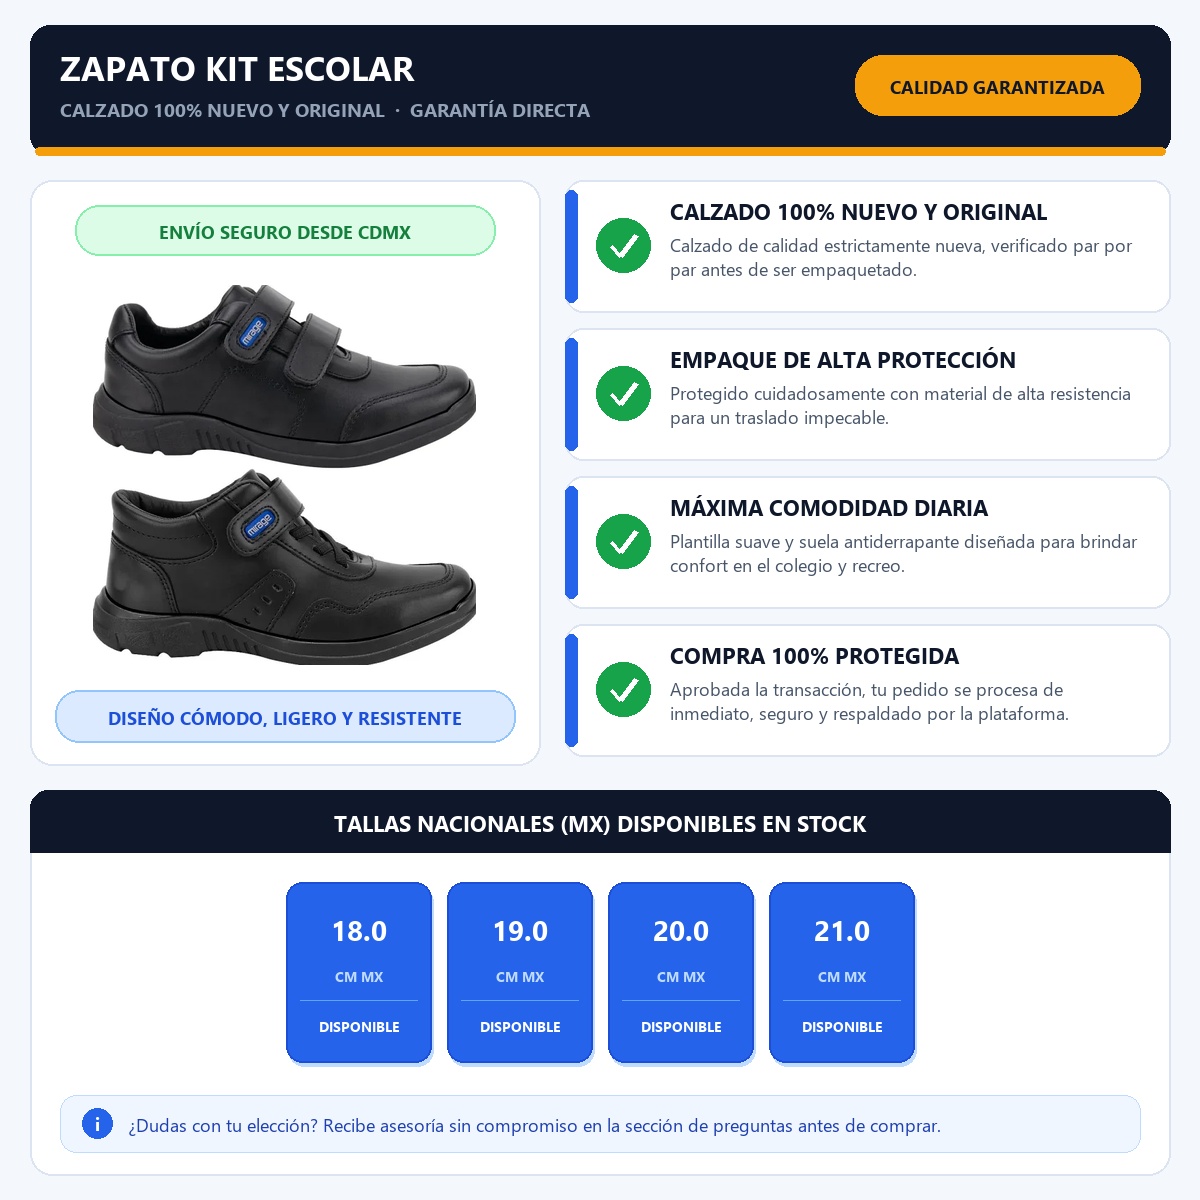 ZAPATO KIT ESCOLAR
CALZADO 100% NUEVO Y ORIGINAL · GARANTÍA DIRECTA
CALIDAD GARANTIZADA
ENVÍO SEGURO DESDE CDMX
mirage
mirage
DISEÑO CÓMODO, LIGERO Y RESISTENTE
CALZADO 100% NUEVO Y ORIGINAL
Calzado de calidad estrictamente nueva, verificado par por
par antes de ser empaquetado.
EMPAQUE DE ALTA PROTECCIÓN
Protegido cuidadosamente con material de alta resistencia
para un traslado impecable.
MÁXIMA COMODIDAD DIARIA
Plantilla suave y suela antiderrapante diseñada para brindar
confort en el colegio y recreo.
COMPRA 100% PROTEGIDA
Aprobada la transacción, tu pedido se procesa de
inmediato, seguro y respaldado por la plataforma.
TALLAS NACIONALES (MX) DISPONIBLES EN STOCK
18.0
CM MX
DISPONIBLE
19.0
CM MX
DISPONIBLE
20.0
CM MX
DISPONIBLE
21.0
CM MX
DISPONIBLE
¿Dudas con tu elección? Recibe asesoría sin compromiso en la sección de preguntas antes de comprar.